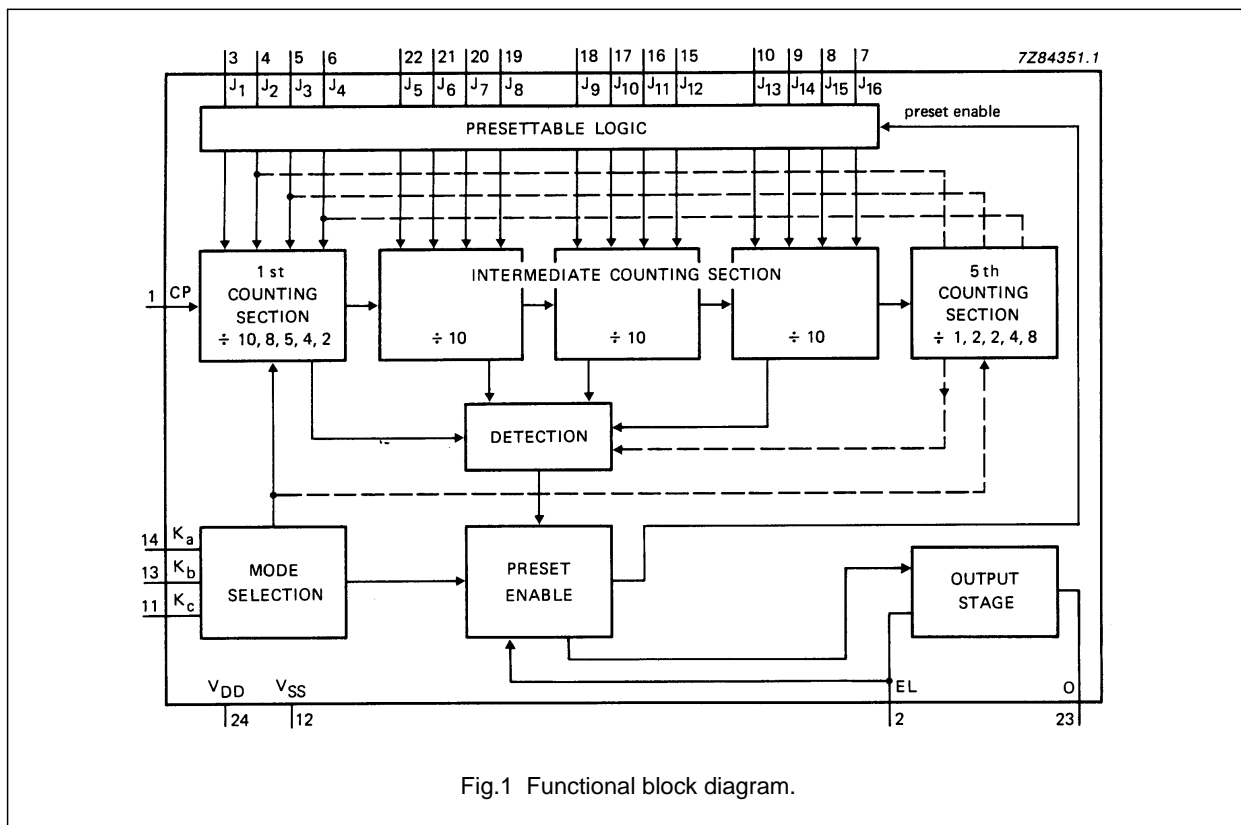 3 4 5 6 22 21 20 19 18 17 16 15 10 9 8 7 7Z84351.1
J1 J2 J3 J4 J5 J6 J7 J8 J9 J10 J11 J12 J13 J14 J15 J16
preset enable
PRESETTABLE LOGIC
1 CP
1st
COUNTING
SECTION
÷ 10, 8, 5, 4, 2
INTERMEDIATE COUNTING SECTION
÷ 10 ÷ 10 ÷ 10
5th
COUNTING
SECTION
÷ 1, 2, 2, 4, 8
DETECTION
14 Ka
13 Kb
11 Kc
MODE
SELECTION
PRESET
ENABLE
OUTPUT
STAGE
VDD VSS EL O
24 12 2 23
Fig.1 Functional block diagram.